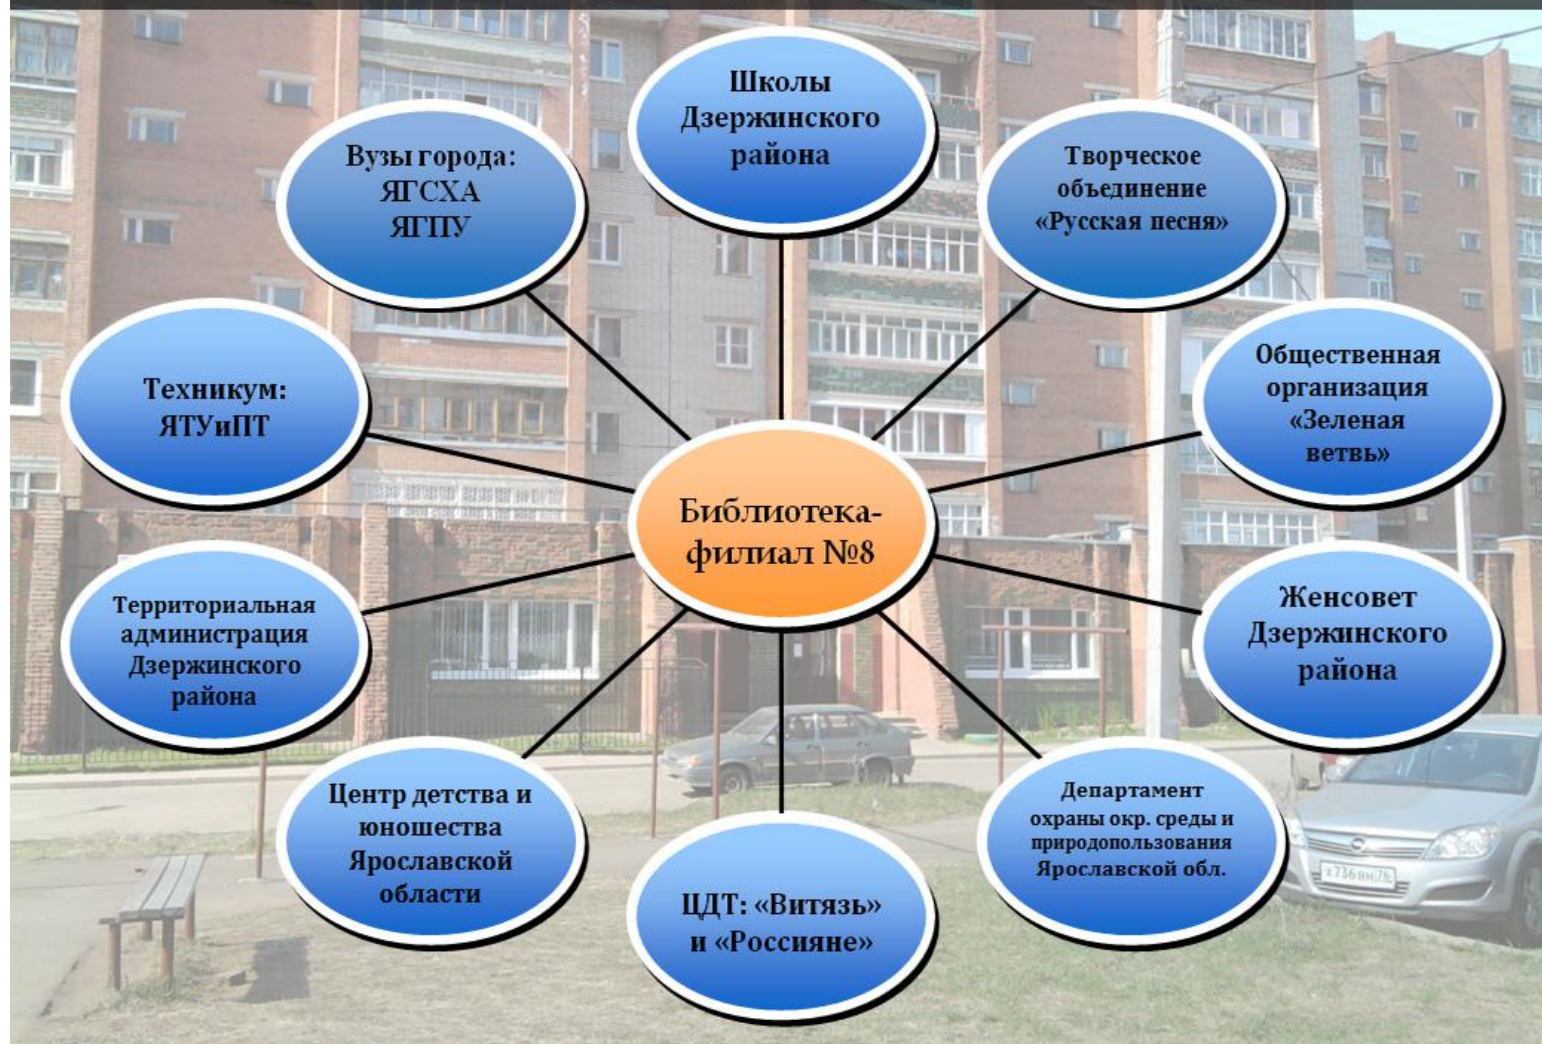 Школы
Дзержинского
района
Творческое
объединение
«Русская песня»
Общественная
организация
«Зеленая
ветвь»
Женсовет
Дзержинского
района
Департамент
охраны окр. среды и
природопользования
Ярославской обл.
ЦДТ: «Витязь»
и «Россияне»
Центр детства и
юношества
Ярославской
области
Территориальная
администрация
Дзержинского
района
Техникум:
ЯТУиПТ
Вузы города:
ЯГСХА
ЯГПУ
Библиотека-
филиал №8
х736вн 76